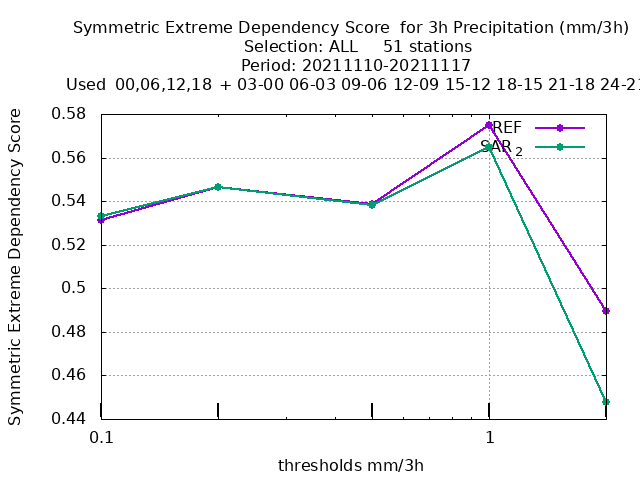 Symmetric Extreme Dependency Score  for 3h Precipitation (mm/3h)
Selection: ALL     51 stations
Period: 20211110-20211117
Used  00,06,12,18  + 03-00  06-03  09-06  12-09  15-12  18-15  21-18  24-21
0.58
0.56
0.54
0.52
0.5
0.48
0.46
0.44
Symmetric Extreme Dependency Score
REF
SAR 2
0.1
1
thresholds mm/3h